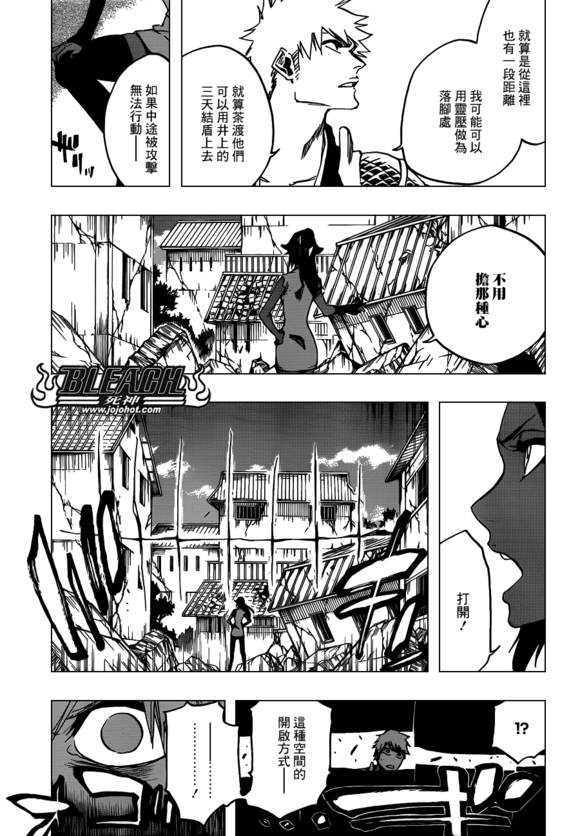 就算是從這裡
也有一段距離
我可能可以
用靈壓做為
落腳處
就算茶渡他們
可以用井上的
三天結盾上去
如果中途被攻擊
無法行動——
不用
擔那種心
BLEACH
死神
www.jojohot.com
打開!
!?
這種空間的
開啟方式——
………
…………